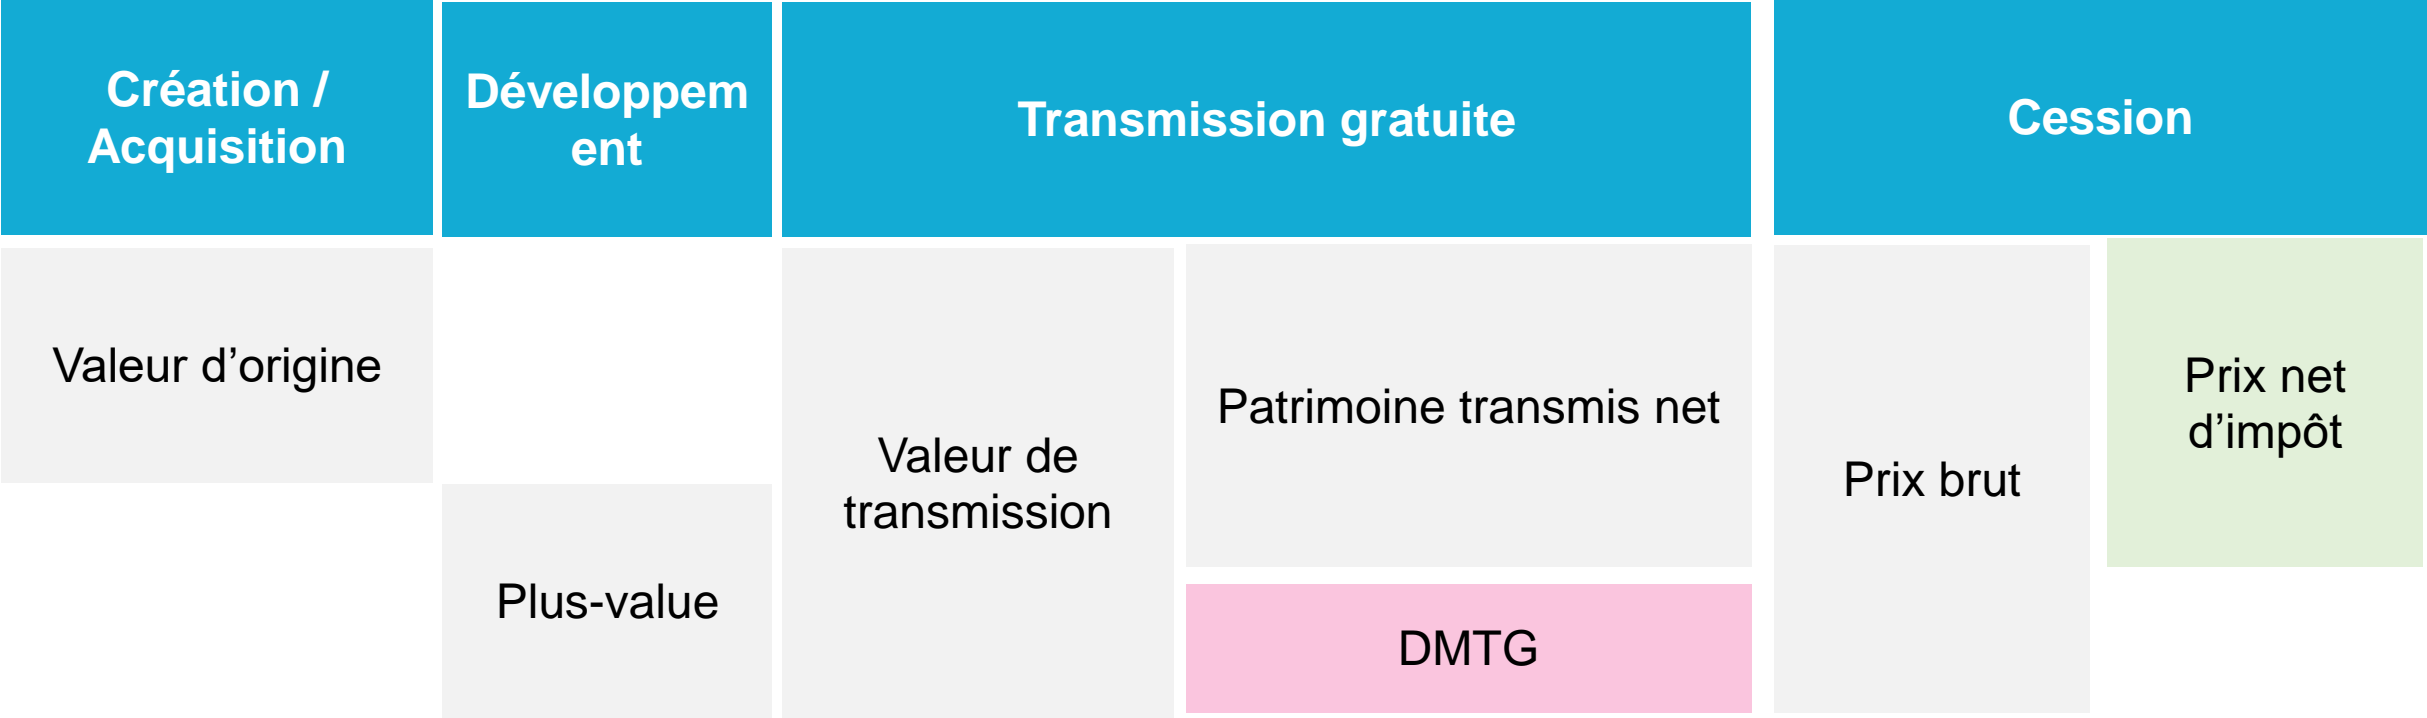 Création /
Acquisition
Développem
ent
Transmission gratuite
Cession
Valeur d’origine
Plus-value
Valeur de
transmission
Patrimoine transmis net
DMTG
Prix brut
Prix net
d’impôt